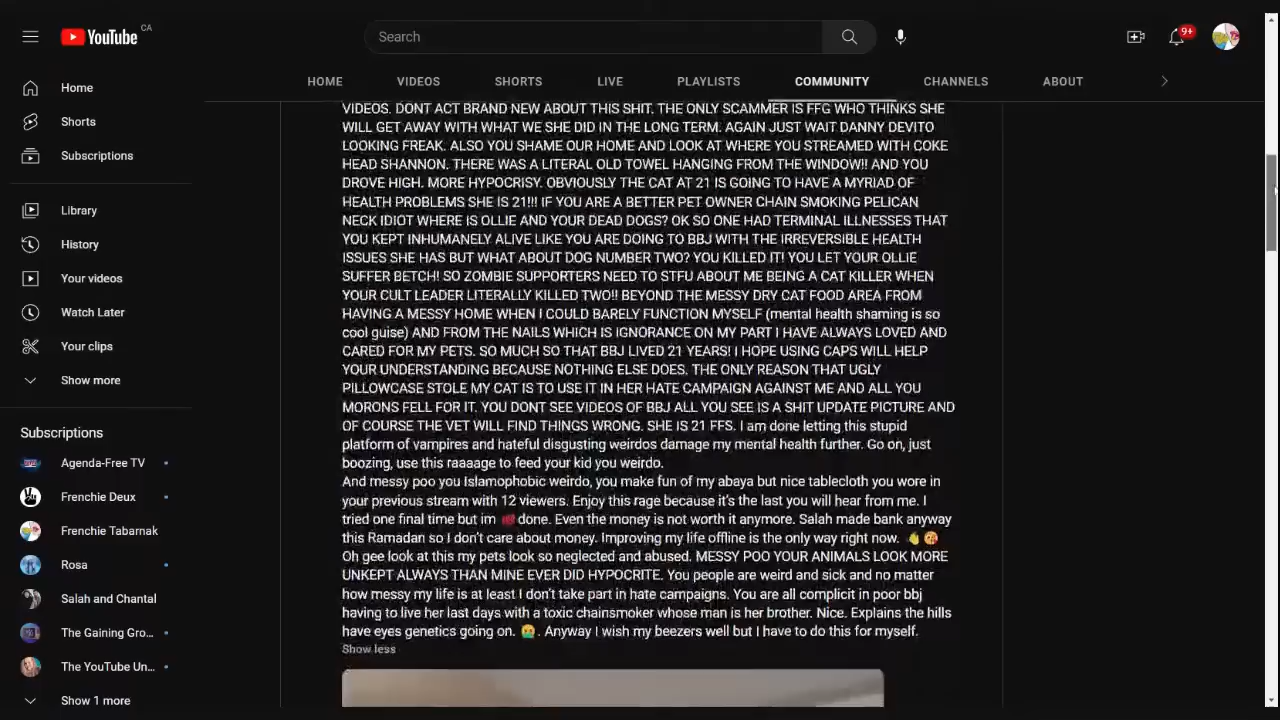 CA
YouTube
Search
9+
HOME
VIDEOS
SHORTS
LIVE
PLAYLISTS
COMMUNITY
CHANNELS
ABOUT
Home
Shorts
Subscriptions
Library
History
Your videos
Watch Later
Your clips
Show more
Subscriptions
Agenda-Free TV
Frenchie Deux
Frenchie Tabarnak
Rosa
Salah and Chantal
The Gaining Gro...
The YouTube Un...
Show 1 more
VIDEOS. DONT ACT BRAND NEW ABOUT THIS SHIT. THE ONLY SCAMMER IS FFG WHO THINKS SHE
WILL GET AWAY WITH WHAT WE SHE DID IN THE LONG TERM. AGAIN JUST WAIT DANNY DEVITO
LOOKING FREAK. ALSO YOU SHAME OUR HOME AND LOOK AT WHERE YOU STREAMED WITH COKE
HEAD SHANNON. THERE WAS A LITERAL OLD TOWEL HANGING FROM THE WINDOW!! AND YOU
DROVE HIGH. MORE HYPOCRISY. OBVIOUSLY THE CAT AT 21 IS GOING TO HAVE A MYRIAD OF
HEALTH PROBLEMS SHE IS 21!!! IF YOU ARE A BETTER PET OWNER CHAIN SMOKING PELICAN
NECK IDIOT WHERE IS OLLIE AND YOUR DEAD DOGS? OK SO ONE HAD TERMINAL ILLNESSES THAT
YOU KEPT INHUMANELY ALIVE LIKE YOU ARE DOING TO BBJ WITH THE IRREVERSIBLE HEALTH
ISSUES SHE HAS BUT WHAT ABOUT DOG NUMBER TWO? YOU KILLED IT! YOU LET YOUR OLLIE
SUFFER BETCH! SO ZOMBIE SUPPORTERS NEED TO STFU ABOUT ME BEING A CAT KILLER WHEN
YOUR CULT LEADER LITERALLY KILLED TWO!! BEYOND THE MESSY DRY CAT FOOD AREA FROM
HAVING A MESSY HOME WHEN I COULD BARELY FUNCTION MYSELF (mental health shaming is so
cool guise) AND FROM THE NAILS WHICH IS IGNORANCE ON MY PART I HAVE ALWAYS LOVED AND
CARED FOR MY PETS. SO MUCH SO THAT BBJ LIVED 21 YEARS! I HOPE USING CAPS WILL HELP
YOUR UNDERSTANDING BECAUSE NOTHING ELSE DOES. THE ONLY REASON THAT UGLY
PILLOWCASE STOLE MY CAT IS TO USE IT IN HER HATE CAMPAIGN AGAINST ME AND ALL YOU
MORONS FELL FOR IT. YOU DONT SEE VIDEOS OF BBJ ALL YOU SEE IS A SHIT UPDATE PICTURE AND
OF COURSE THE VET WILL FIND THINGS WRONG. SHE IS 21 FFS. I am done letting this stupid
platform of vampires and hateful disgusting weirdos damage my mental health further. Go on, just
boozing, use this raaaage to feed your kid you weirdo.
And messy poo you Islamophobic weirdo, you make fun of my abaya but nice tablecloth you wore in
your previous stream with 12 viewers. Enjoy this rage because it's the last you will hear from me. I
tried one final time but im done. Even the money is not worth it anymore. Salah made bank anyway
this Ramadan so I don't care about money. Improving my life offline is the only way right now. 👋😘
Oh gee look at this my pets look so neglected and abused. MESSY POO YOUR ANIMALS LOOK MORE
UNKEPT ALWAYS THAN MINE EVER DID HYPOCRITE. You people are weird and sick and no matter
how messy my life is at least I don't take part in hate campaigns. You are all complicit in poor bbj
having to live her last days with a toxic chainsmoker whose man is her brother. Nice. Explains the hills
have eyes genetics going on. 🤮. Anyway I wish my beezers well but I have to do this for myself.
Show less